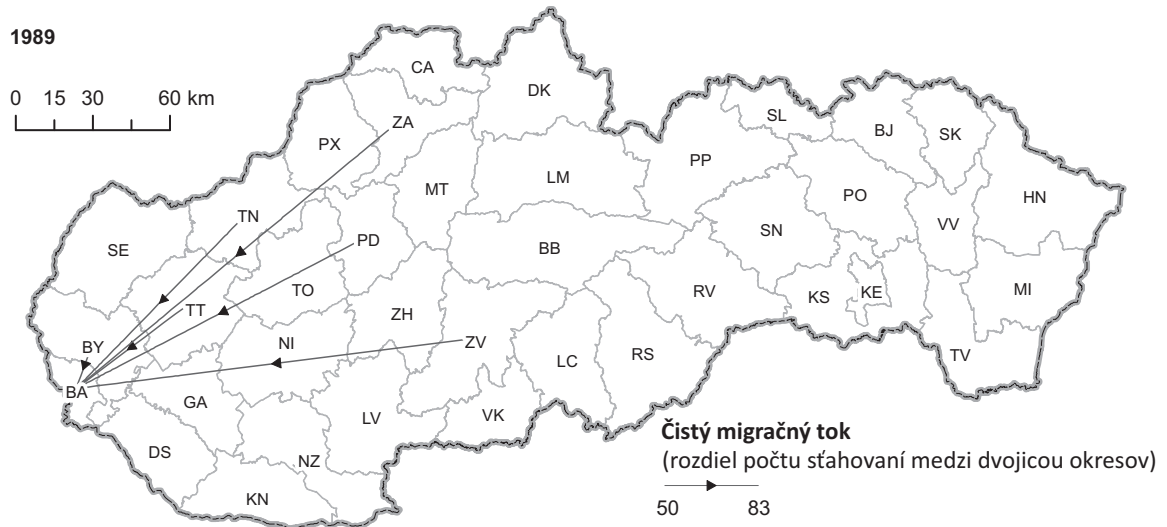 1989
0 15 30 60 km
CA
DK
ZA
SL
BJ
SK
PX
PP
LM
MT
PO
HN
TN
VV
SN
PD
BB
SE
MI
TO
RV
KS
KE
TT
ZH
NI
ZV
BY
RS
TV
LC
BA
GA
LV
VK
DS
NZ
KN
Čistý migračný tok
(rozdiel počtu sťahovaní medzi dvojicou okresov)
50 83